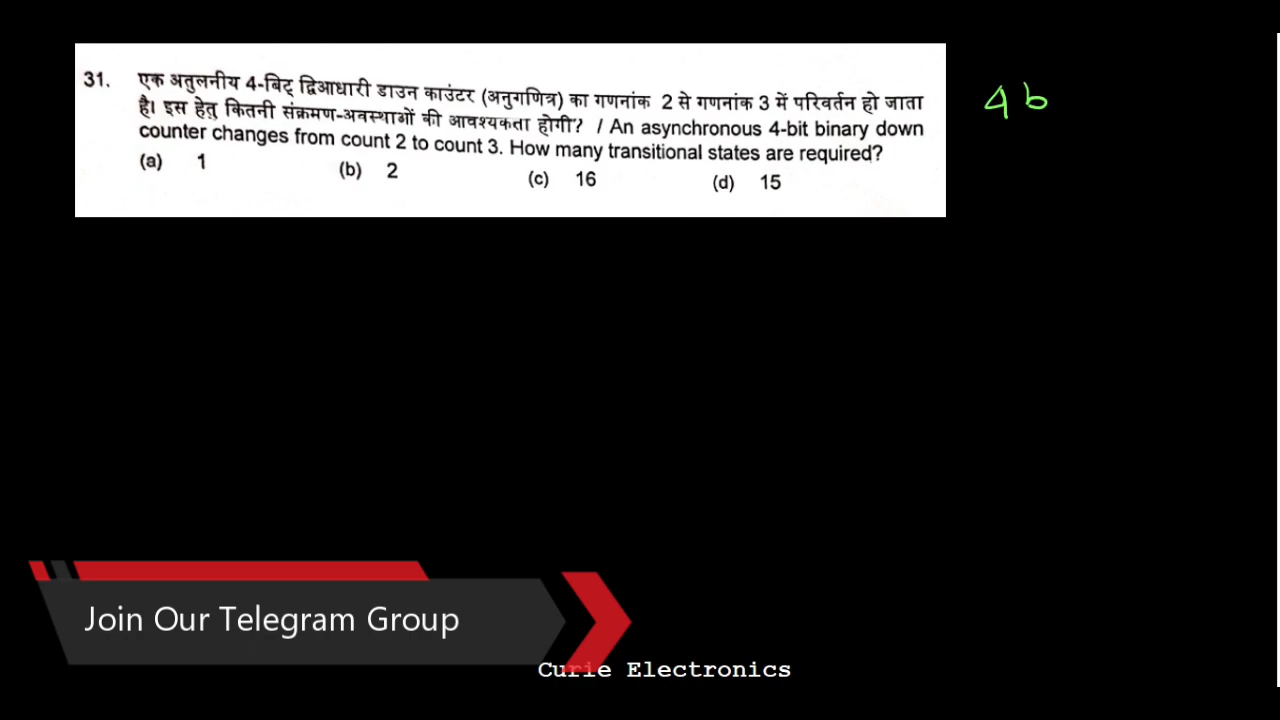 31. एक अतुलनीय 4-बिट् द्विआधारी डाउन काउंटर (अनुगणित्र) का गणनांक 2 से गणनांक 3 में परिवर्तन हो जाता
है। इस हेतु कितनी संक्रमण-अवस्थाओं की आवश्यकता होगी? / An asynchronous 4-bit binary down
counter changes from count 2 to count 3. How many transitional states are required?
(a) 1 (b) 2 (c) 16 (d) 15
4 b
Join Our Telegram Group
Curie Electronics